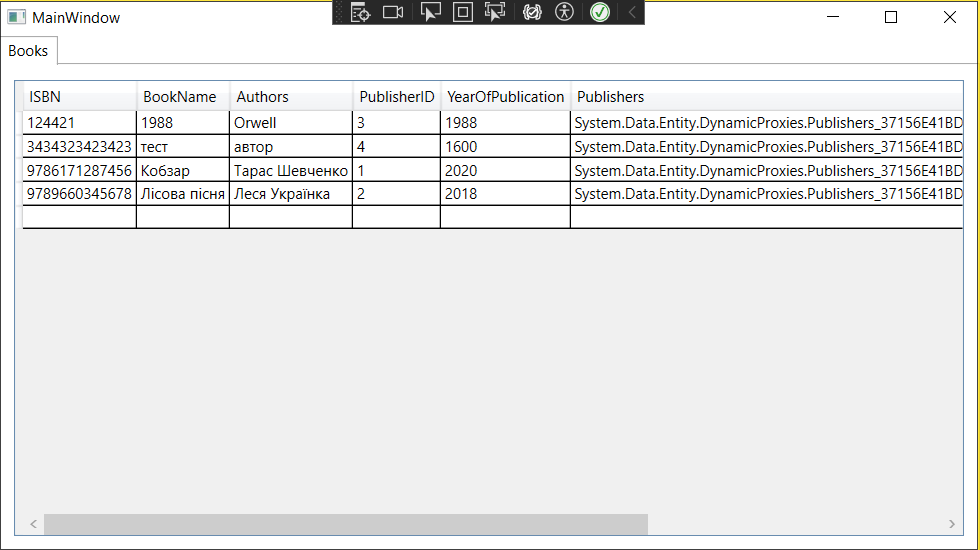 MainWindow
Books
ISBN BookName Authors PublisherID YearOfPublication Publishers
124421 1988 Orwell 3 1988 System.Data.Entity.DynamicProxies.Publishers_37156E41BD
3434323423423 тест автор 4 1600 System.Data.Entity.DynamicProxies.Publishers_37156E41BD
9786171287456 Кобзар Тарас Шевченко 1 2020 System.Data.Entity.DynamicProxies.Publishers_37156E41BD
9789660345678 Лісова пісня Леся Українка 2 2018 System.Data.Entity.DynamicProxies.Publishers_37156E41BD